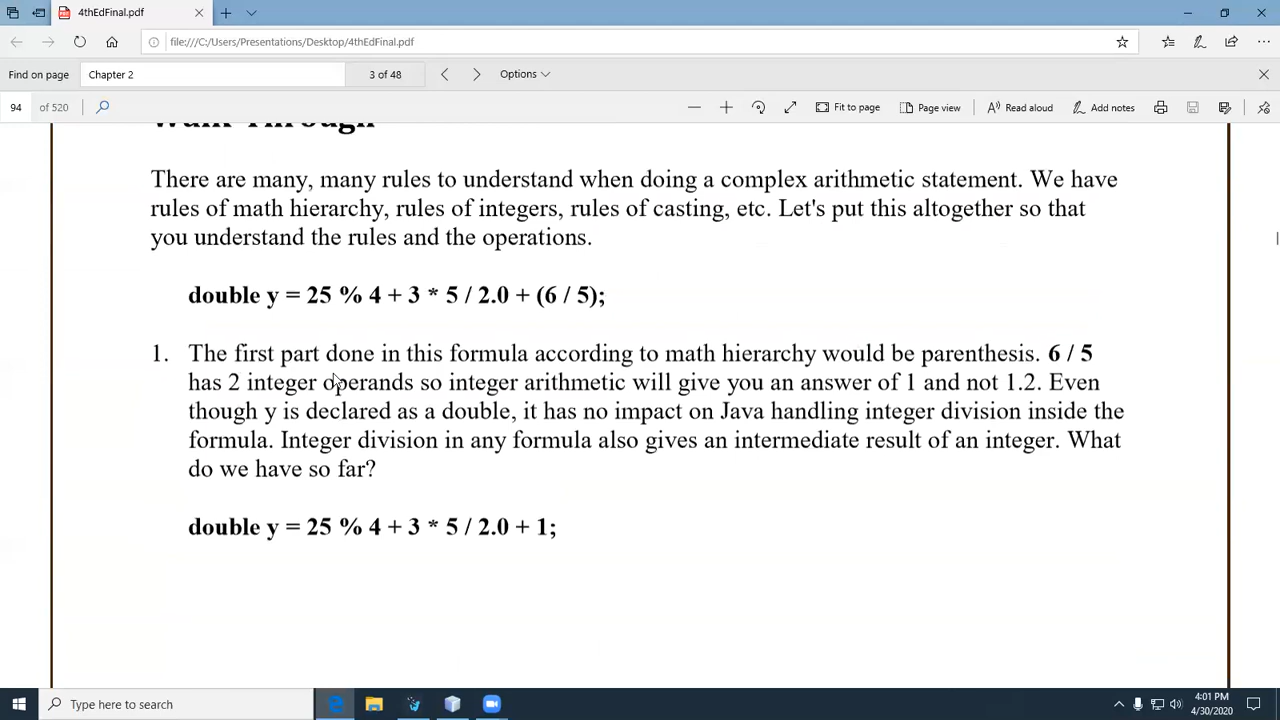 4thEdFinal.pdf
file:///C:/Users/Presentations/Desktop/4thEdFinal.pdf
Find on page Chapter 2 3 of 48 Options
94 of 520 Fit to page Page view Read aloud Add notes
Walk Through
There are many, many rules to understand when doing a complex arithmetic statement. We have
rules of math hierarchy, rules of integers, rules of casting, etc. Let's put this altogether so that
you understand the rules and the operations.
double y = 25 % 4 + 3 * 5 / 2.0 + (6 / 5);
1. The first part done in this formula according to math hierarchy would be parenthesis. 6 / 5
has 2 integer operands so integer arithmetic will give you an answer of 1 and not 1.2. Even
though y is declared as a double, it has no impact on Java handling integer division inside the
formula. Integer division in any formula also gives an intermediate result of an integer. What
do we have so far?
double y = 25 % 4 + 3 * 5 / 2.0 + 1;
Type here to search
4:01 PM
4/30/2020